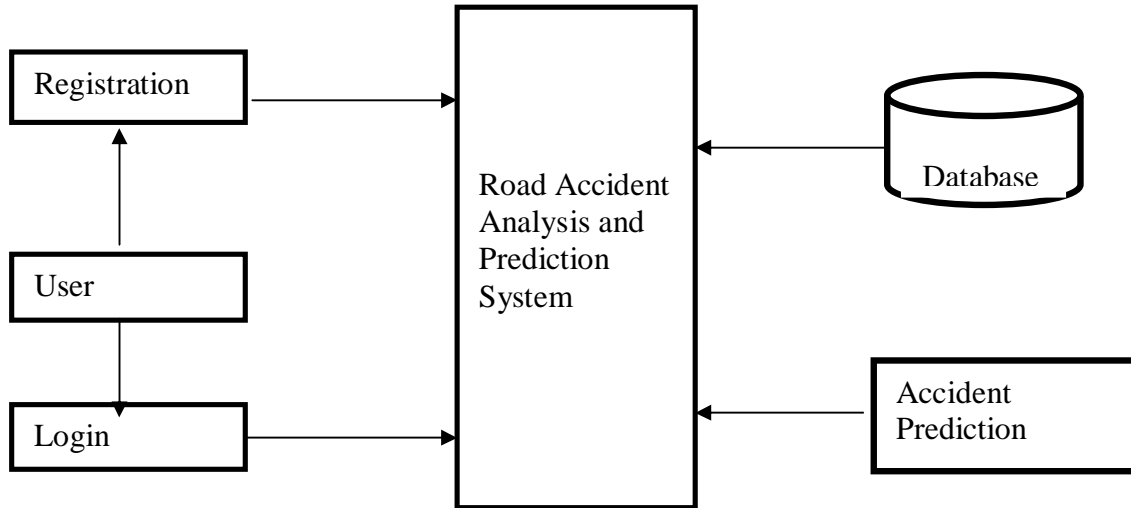 Registration
User
Login
Road Accident
Analysis and
Prediction
System
Database
Accident
Prediction